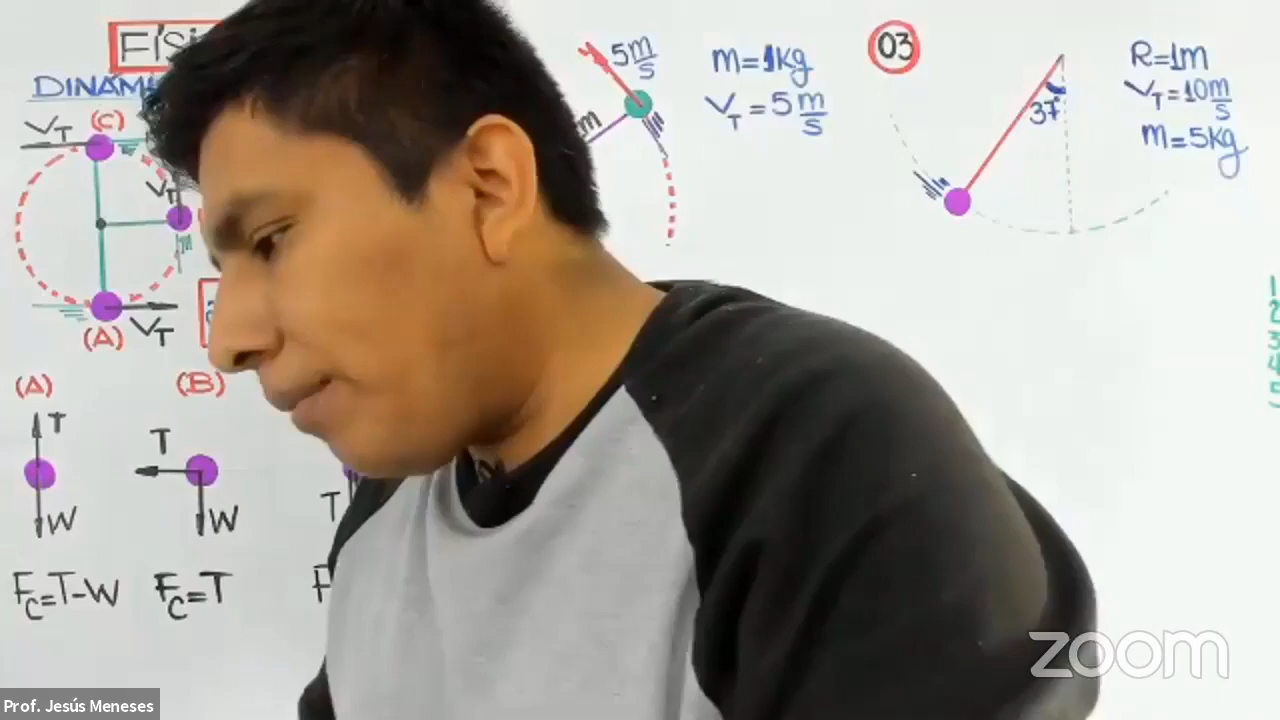 03
5 m/s
m=1kg
V_T = 5 m/s
37°
R=1m
V_T=10 m/s
m=5kg
V_T
(C)
V_T
(A)
V_T
(A)
T
W
F_C=T-W
(B)
T
W
F_C=T
T
zoom
Prof. Jesús Meneses